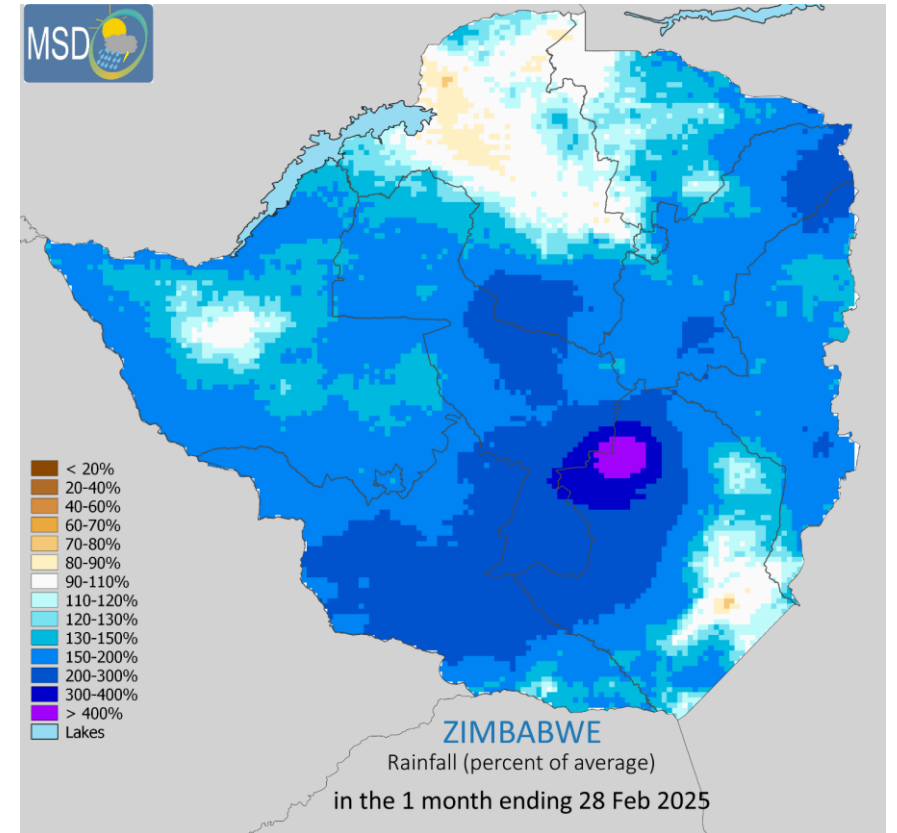 MSD
< 20%
20-40%
40-60%
60-70%
70-80%
80-90%
90-110%
110-120%
120-130%
130-150%
150-200%
200-300%
300-400%
> 400%
Lakes
ZIMBABWE
Rainfall (percent of average)
in the 1 month ending 28 Feb 2025